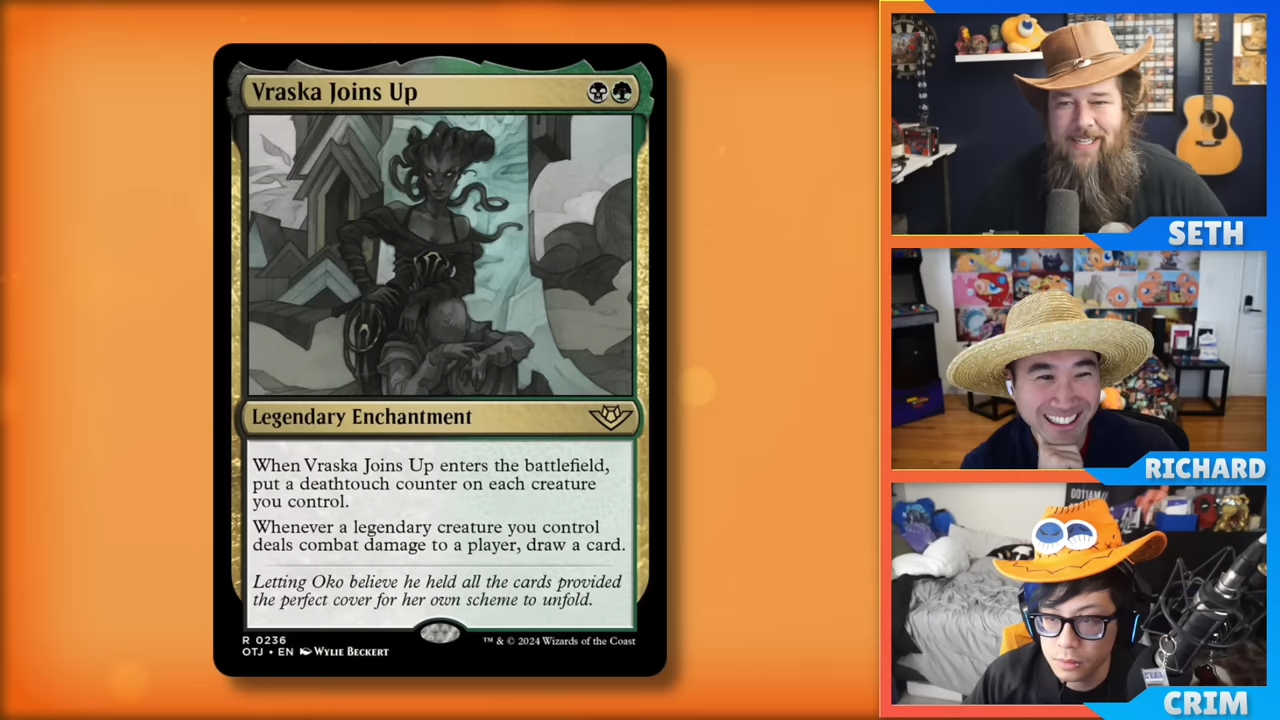 Vraska Joins Up
Legendary Enchantment
When Vraska Joins Up enters the battlefield,
put a deathtouch counter on each creature
you control.
Whenever a legendary creature you control
deals combat damage to a player, draw a card.
Letting Oko believe he held all the cards provided
the perfect cover for her own scheme to unfold.
R 0236
OTJ • EN WYLIE BECKERT
™ & © 2024 Wizards of the Coast
SETH
RICHARD
0011AM/
CRIM